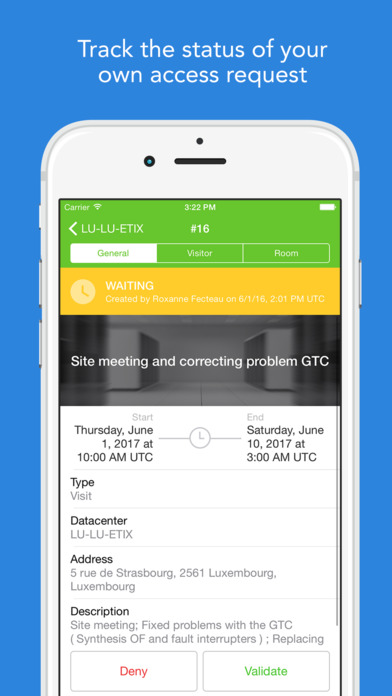 Track the status of your
own access request
Carrier 3:22 PM
LU-LU-ETIX #16
General Visitor Room
WAITING
Created by Roxanne Fecteau on 6/1/16, 2:01 PM UTC
Site meeting and correcting problem GTC
Start
Thursday, June
1, 2017 at
10:00 AM UTC
End
Saturday, June
10, 2017 at
3:00 AM UTC
Type
Visit
Datacenter
LU-LU-ETIX
Address
5 rue de Strasbourg, 2561 Luxembourg,
Luxembourg
Description
Site meeting; Fixed problems with the GTC
( Synthesis OF and fault interrupters ) ; Replacing
Deny Validate